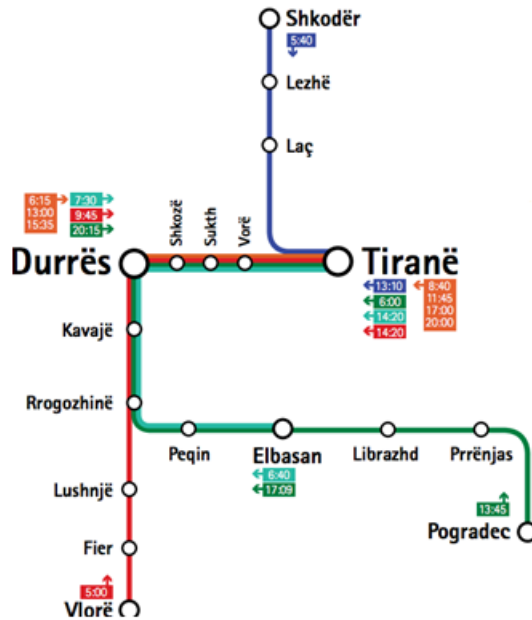 Shkodër
5:40
Lezhë
Laç
Shkozë
Sukth
Vorë
6:15
13:00
15:35
7:30
9:45
20:15
Durrës
Tiranë
13:10
6:00
14:20
14:20
8:40
11:45
17:00
20:00
Kavajë
Rrogozhinë
Peqin
Elbasan
Librazhd
Prrënjas
6:40
17:09
13:45
Pogradec
Lushnjë
Fier
5:00
Vlorë